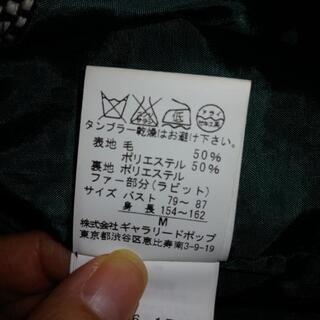 低
ドライ
タンブラー乾燥はお避け下さい。
表地 毛 50%
ポリエステル 50%
裏地 ポリエステル
ファー部分(ラビット)
サイズ バスト 79～ 87
身 長 154～162
M
株式会社ギャラリードポップ
東京都渋谷区恵比寿南3-9-19